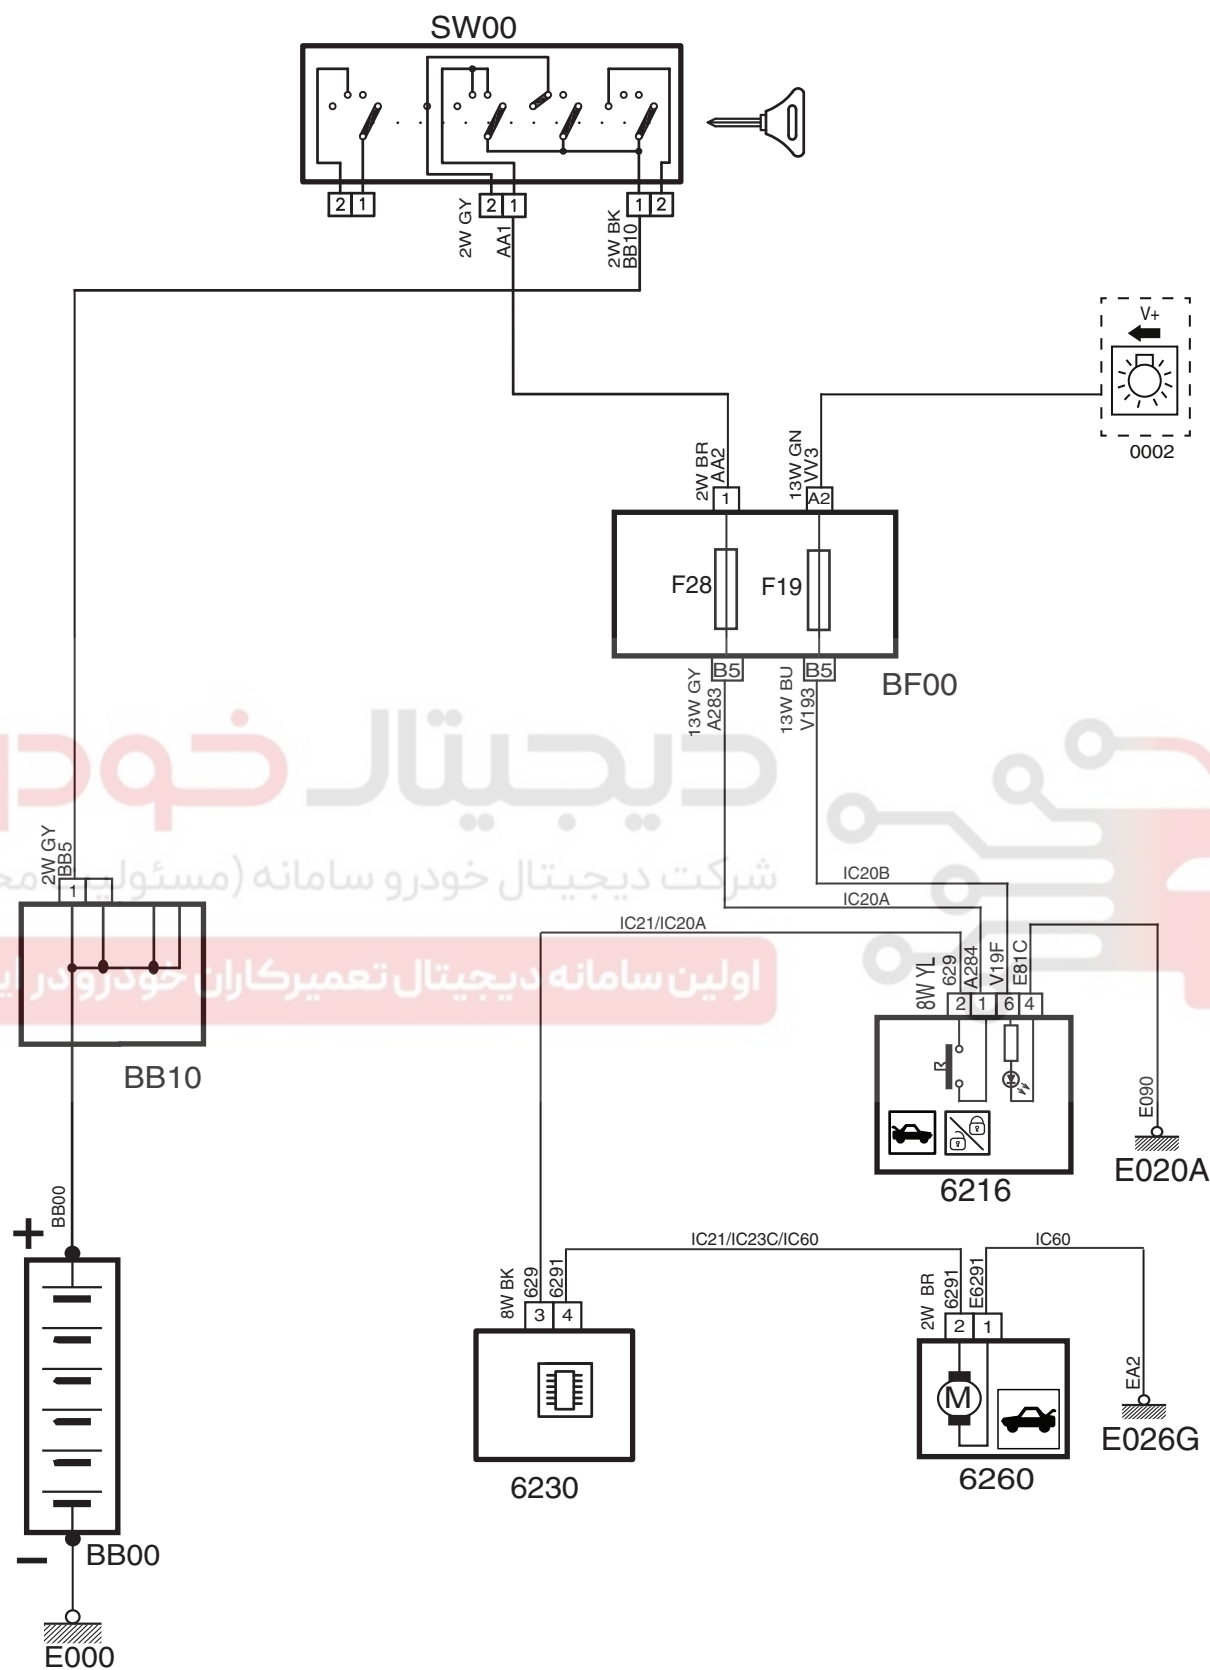 SW00
2 1
2 1
1 2
2W GY
AA1
2W BK
BB10
V+
0002
2W BR
AA2
13W GN
VV3
1
A2
F28
F19
B5
B5
BF00
13W GY
A283
13W BU
V193
دیجیتال خودرو
شرکت دیجیتال خودرو سامانه (مسئولیت
اولین سامانه دیجیتال تعمیرکاران خودرو در
2W GY
BB5
1
IC20B
IC20A
IC21/IC20A
8W YL
629
A284
V19F
E81C
2 1 6 4
BB10
6216
E090
E020A
BB00
+
IC21/IC23C/IC60
IC60
8W BK
629
6291
3 4
2W BR
6291
E6291
2 1
M
EA2
E026G
6230
6260
−
BB00
E000